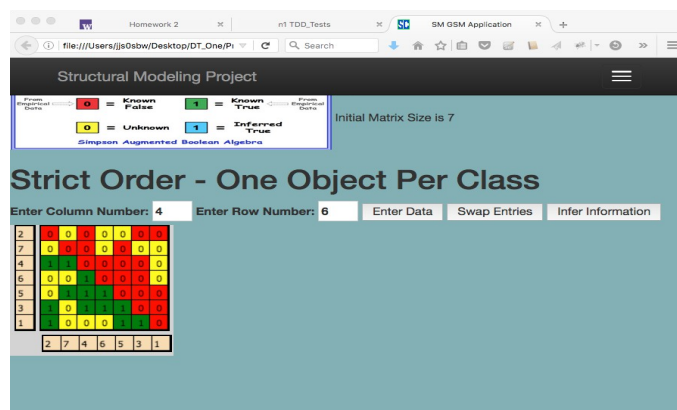 Homework 2 × n1 TDD_Tests × SC SM GSM Application × +
file:///Users/jjs0sbw/Desktop/DT_One/Pr Search
Structural Modeling Project
From Empirical Data 0 = Known False 1 = Known True From Empirical Data
0 = Unknown 1 = Inferred True
Simpson Augmented Boolean Algebra
Initial Matrix Size is 7
Strict Order - One Object Per Class
Enter Column Number: 4 Enter Row Number: 6 Enter Data Swap Entries Infer Information
2 0 0 0 0 0 0 0
7 0 0 0 0 0 0 0
4 1 1 0 0 0 0 0
6 0 0 1 0 0 0 0
5 0 1 1 1 0 0 0
3 1 0 1 1 1 0 0
1 1 0 0 0 1 1 0
2 7 4 6 5 3 1